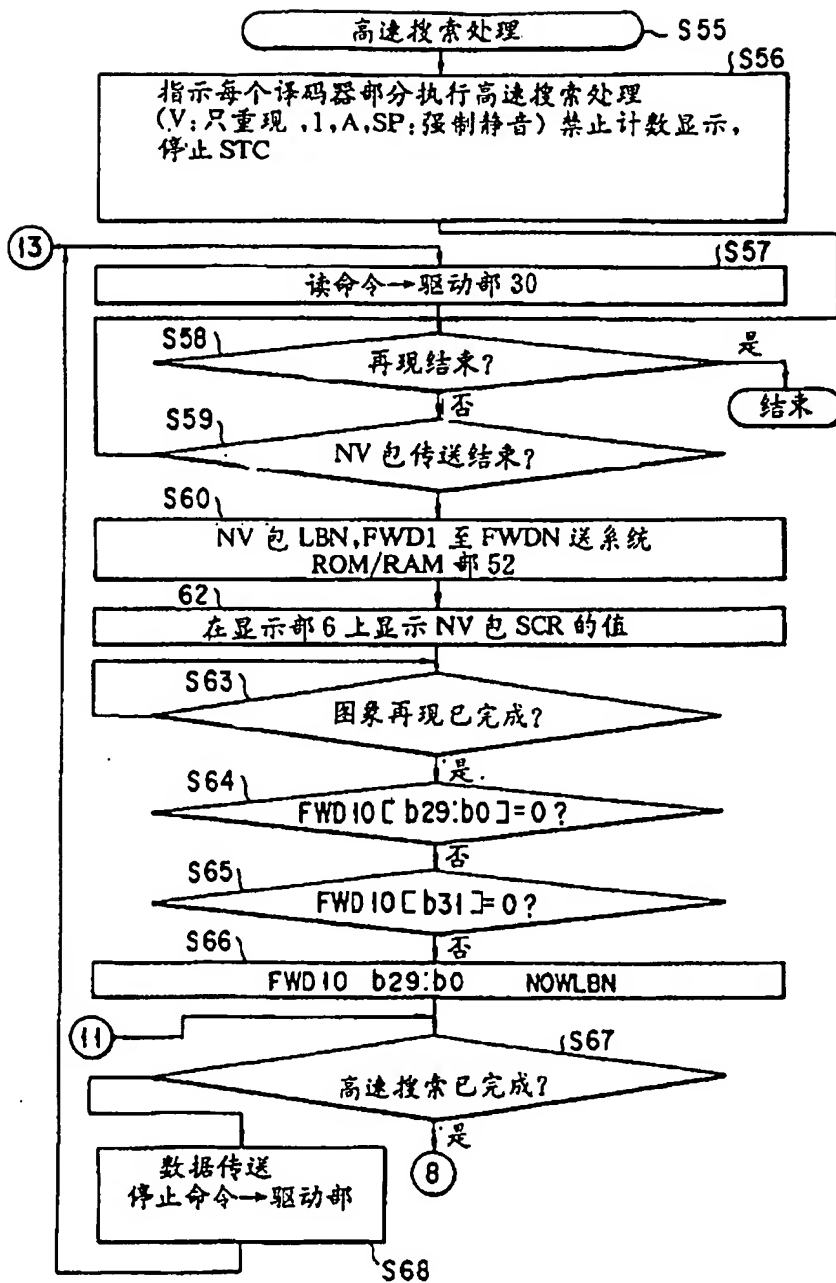 高速搜索处理
S55
S56
指示每个译码器部分执行高速搜索处理
(V:只重现,1,A,SP:强制静音)禁止计数显示,
停止STC
13
S57
读命令→驱动部30
S58
再现结束?
是
结束
否
S59
NV包传送结束?
S60
NV包LBN,FWD1至FWDN送系统
ROM/RAM部52
62
在显示部6上显示NV包SCR的值
S63
图象再现已完成?
是
S64
FWD10[b29:b0]=0?
否
S65
FWD10[b31]=0?
否
S66
FWD10 b29:b0 NOWLBN
11
S67
高速搜索已完成?
是
8
数据传送
停止命令→驱动部
S68